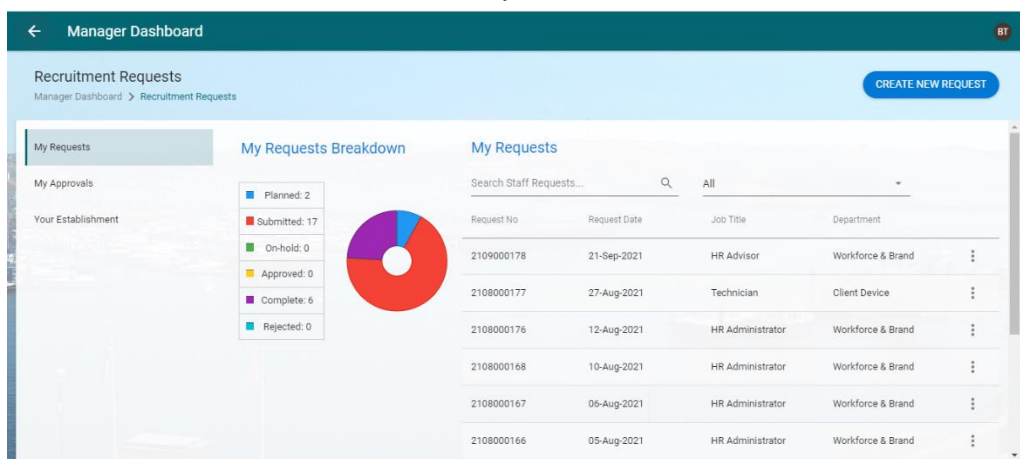 Manager Dashboard
BT
Recruitment Requests
Manager Dashboard > Recruitment Requests
CREATE NEW REQUEST
My Requests
My Approvals
Your Establishment
My Requests Breakdown
Planned: 2
Submitted: 17
On-hold: 0
Approved: 0
Complete: 6
Rejected: 0
My Requests
Search Staff Requests... All
Request No Request Date Job Title Department
2109000178 21-Sep-2021 HR Advisor Workforce & Brand
2108000177 27-Aug-2021 Technician Client Device
2108000176 12-Aug-2021 HR Administrator Workforce & Brand
2108000168 10-Aug-2021 HR Administrator Workforce & Brand
2108000167 06-Aug-2021 HR Administrator Workforce & Brand
2108000166 05-Aug-2021 HR Administrator Workforce & Brand